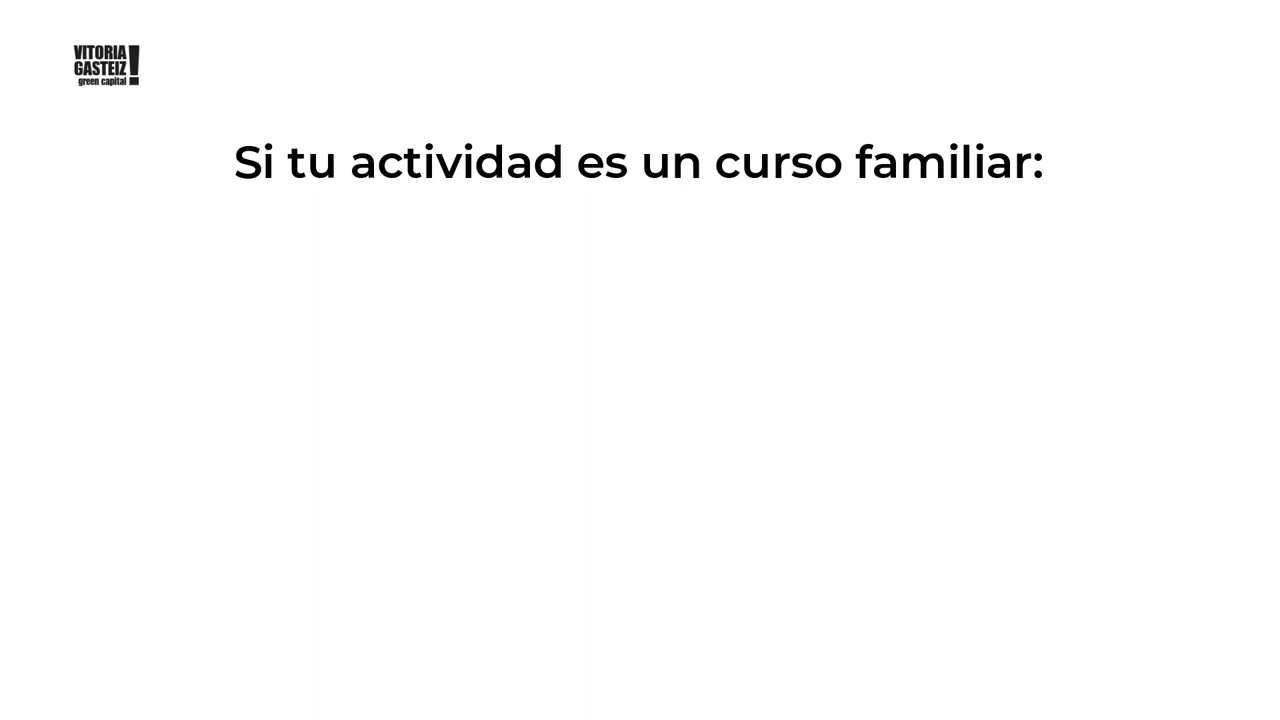 VITORIA
GASTEIZ!
green capital
Si tu actividad es un curso familiar: